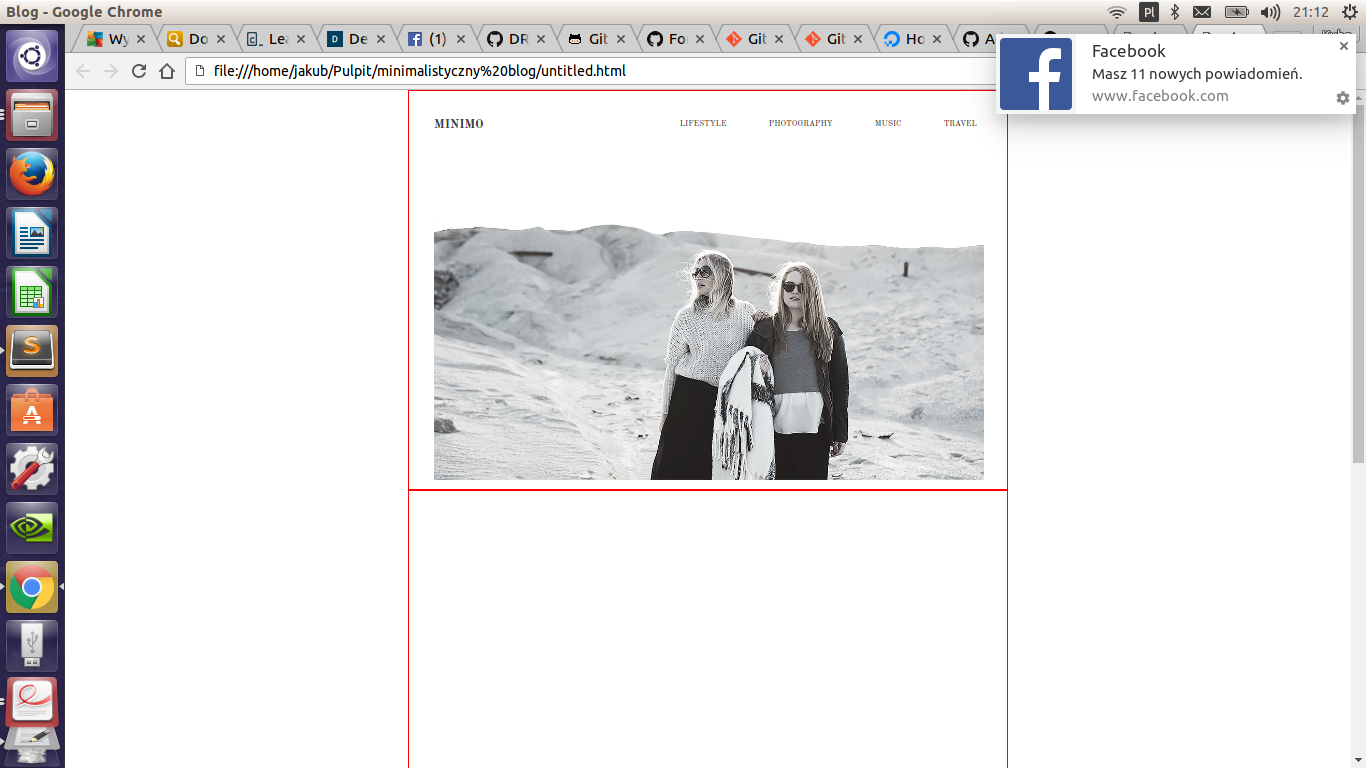 Blog - Google Chrome
Pl
21:12
Wy
Do
Lea
De
(1)
DR
Git
Fo
Git
Git
Ho
file:///home/jakub/Pulpit/minimalistyczny%20blog/untitled.html
Facebook
Masz 11 nowych powiadomień.
www.facebook.com
MINIMO
LIFESTYLE
PHOTOGRAPHY
MUSIC
TRAVEL